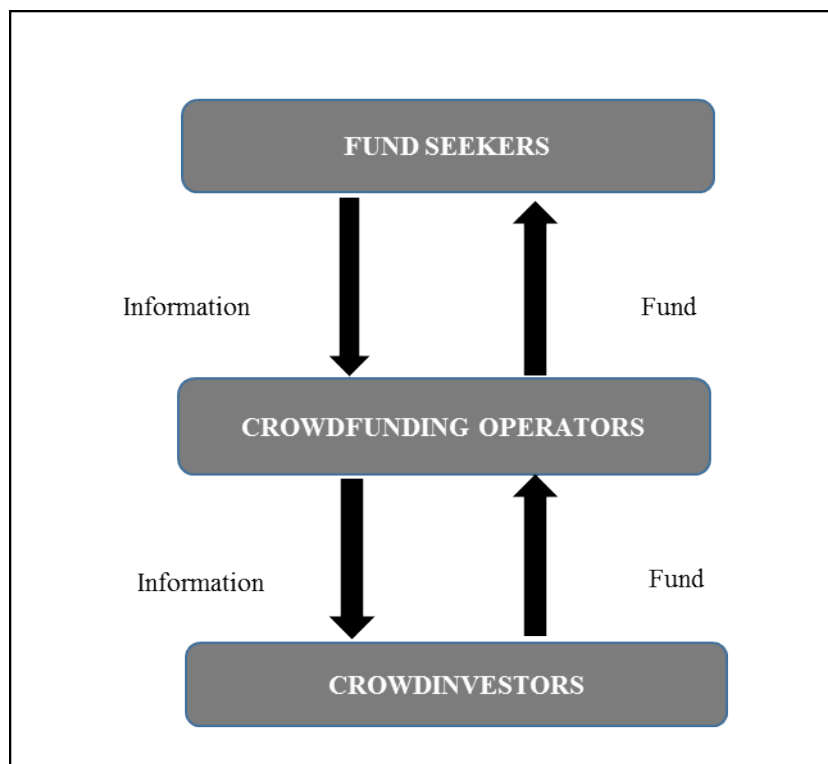 FUND SEEKERS
Information
Fund
CROWDFUNDING OPERATORS
Information
Fund
CROWDINVESTORS